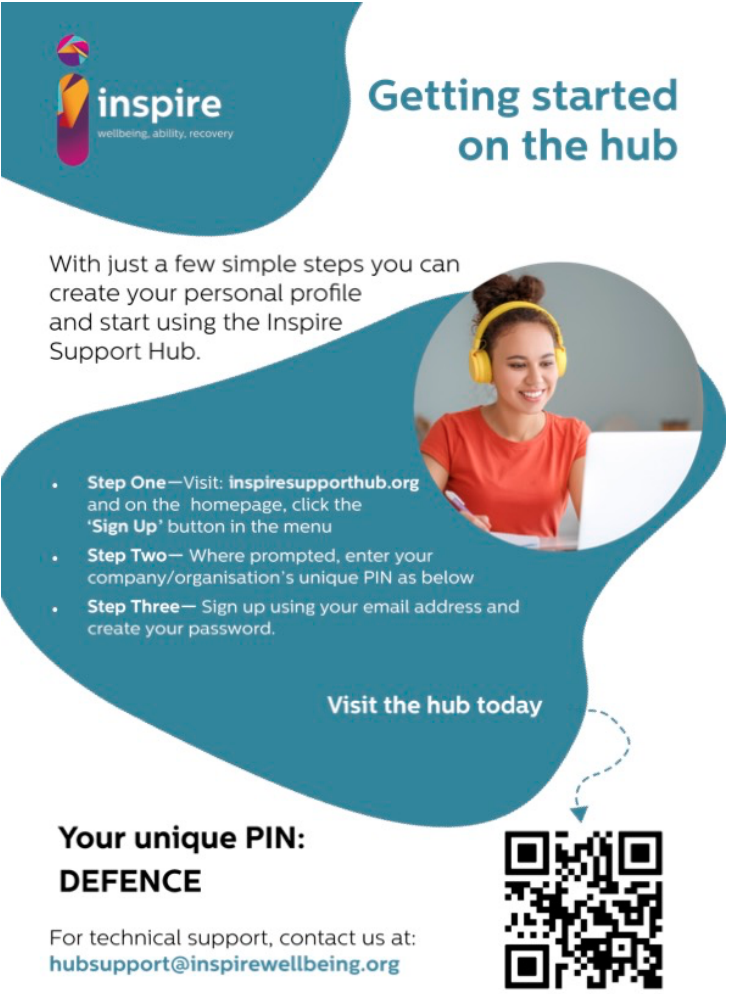 inspire
wellbeing, ability, recovery
Getting started
on the hub
With just a few simple steps you can
create your personal profile
and start using the Inspire
Support Hub.
• Step One—Visit: inspiresupporthub.org
and on the homepage, click the
‘Sign Up’ button in the menu
• Step Two— Where prompted, enter your
company/organisation's unique PIN as below
• Step Three— Sign up using your email address and
create your password.
Visit the hub today
Your unique PIN:
DEFENCE
For technical support, contact us at:
hubsupport@inspirewellbeing.org